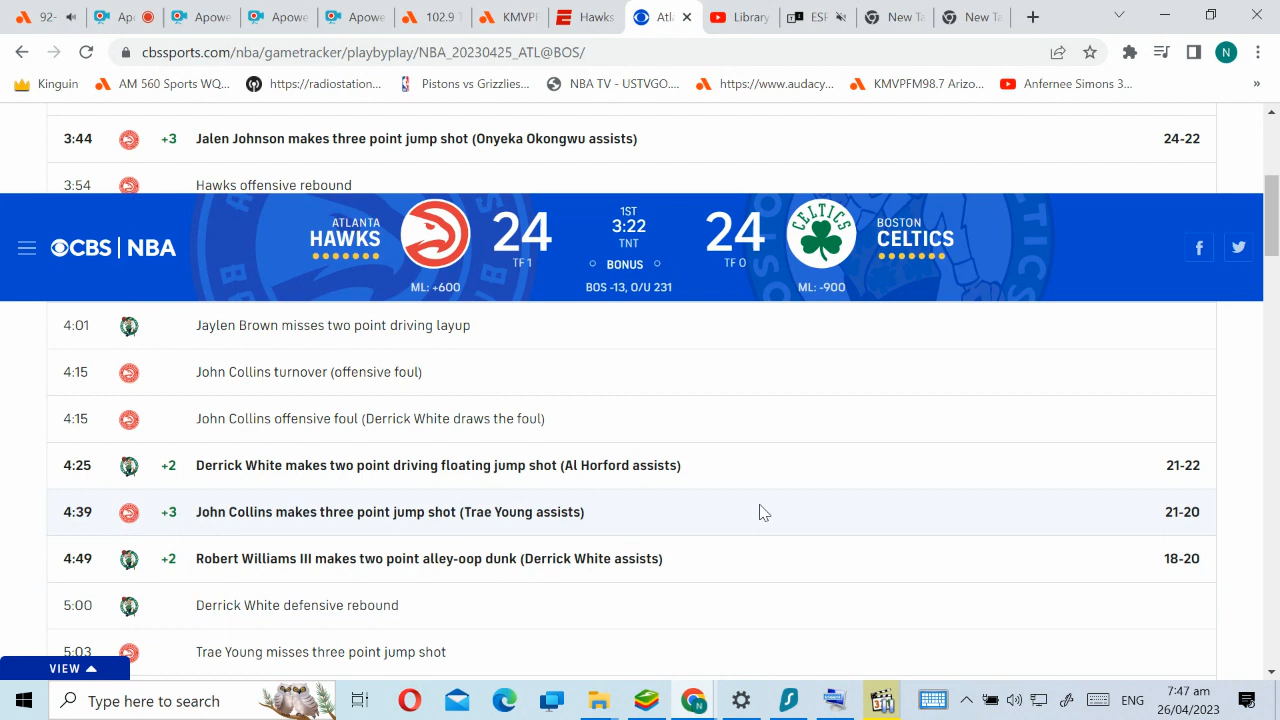 92-
Apo
Apowe
Apowe
102.9 T
KMVPF
Hawks
Atla
Library
ESF
New Ta
New Ta
cbssports.com/nba/gametracker/playbyplay/NBA_20230425_ATL@BOS/
N
Kinguin
AM 560 Sports WQ...
https://radiostation...
Pistons vs Grizzlies...
NBA TV - USTVGO....
https://www.audacy...
KMVPFM98.7 Arizo...
Anfernee Simons 3...
»
3:44 +3 Jalen Johnson makes three point jump shot (Onyeka Okongwu assists) 24-22
3:54 Hawks offensive rebound
CBS | NBA
ATLANTA
HAWKS
24
TF 1
ML: +600
1ST
3:22
TNT
BONUS
BOS -13, O/U 231
24
TF 0
CELTICS
ML: -900
BOSTON
CELTICS
4:01 Jaylen Brown misses two point driving layup
4:15 John Collins turnover (offensive foul)
4:15 John Collins offensive foul (Derrick White draws the foul)
4:25 +2 Derrick White makes two point driving floating jump shot (Al Horford assists) 21-22
4:39 +3 John Collins makes three point jump shot (Trae Young assists) 21-20
4:49 +2 Robert Williams III makes two point alley-oop dunk (Derrick White assists) 18-20
5:00 Derrick White defensive rebound
5:03 Trae Young misses three point jump shot
VIEW
Type here to search
N
ENG
7:47 am
26/04/2023